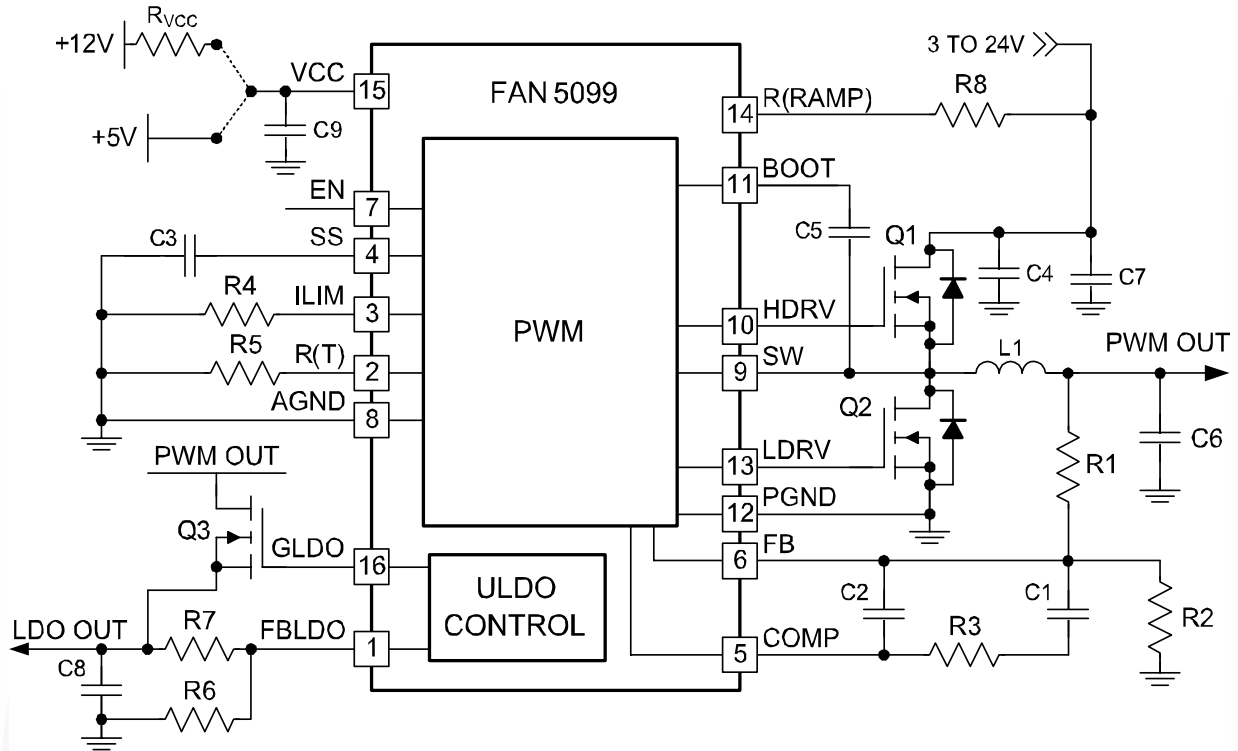 RVCC
+12V
+5V
VCC
15
C9
FAN 5099
3 TO 24V
14
R(RAMP)
R8
11
BOOT
EN
7
C3
SS
4
R4
ILIM
3
R5
R(T)
2
AGND
8
PWM
C5
Q1
C4
C7
10
HDRV
9
SW
L1
PWM OUT
Q2
13
LDRV
12
PGND
R1
C6
6
FB
PWM OUT
Q3
GLDO
16
ULDO
CONTROL
C2
C1
R2
R3
5
COMP
LDO OUT
R7
FBLDO
1
C8
R6